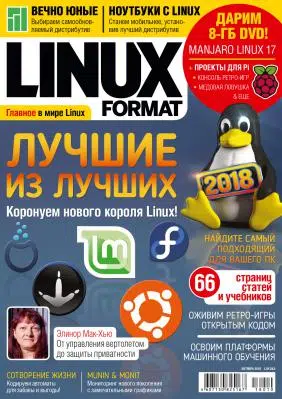 ВЕЧНО ЮНЫЕ
Выбираем самообнов-
ляемый дистрибутив
НОУТБУКИ С LINUX
Станем мобильнее, устано-
вив лучший дистрибутив
ДАРИМ
8-ГБ DVD!
MANJARO LINUX 17
+ ПРОЕКТЫ ДЛЯ Pi
• КОНСОЛЬ РЕТРО-ИГР
• МЕДОВАЯ ЛОВУШКА
& ЕЩЕ
LINUX
FORMAT
Главное в мире Linux
ЛУЧШИЕ
ИЗ ЛУЧШИХ
2018
Коронуем нового короля Linux!
НАЙДИТЕ САМЫЙ
ПОДХОДЯЩИЙ
ДЛЯ ВАШЕГО ПК
66 страниц
статей
и учебников
ОЖИВИМ РЕТРО-ИГРЫ
ОТКРЫТЫМ КОДОМ
Элинор Мак-Хью
От управления вертолетом
до защиты приватности
ОСВОИМ ПЛАТФОРМЫ
МАШИННОГО ОБУЧЕНИЯ
СОТВОРЕНИЕ ЖИЗНИ
Кодируем автоматы
для забавы и выгоды!
MUNIN & MONIT
Мониторинг нового поколения
с замечательными графиками